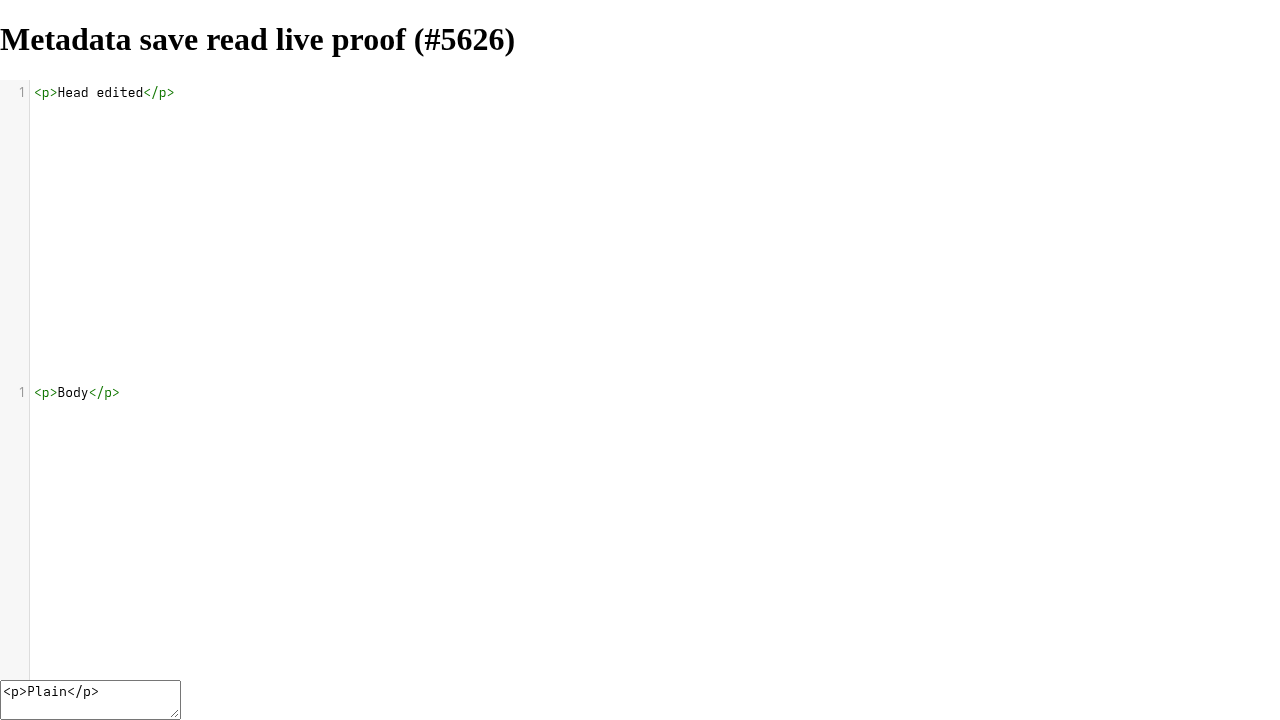 Metadata save read live proof (#5626)
1 <p>Head edited</p>
1 <p>Body</p>
<p>Plain</p>